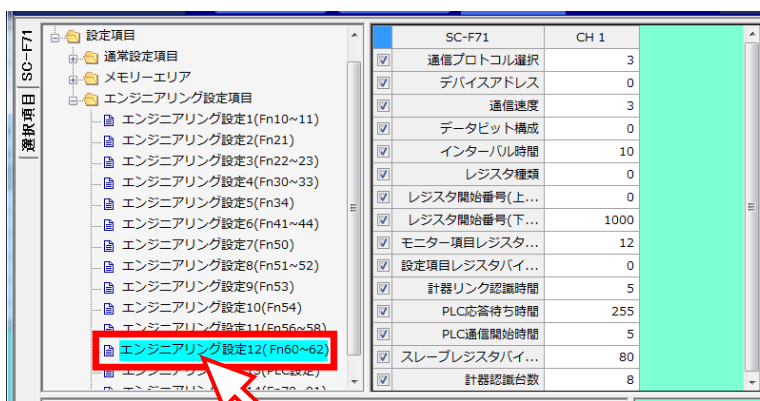 選択項目 SC-F71
設定項目
通常設定項目
メモリーエリア
エンジニアリング設定項目
エンジニアリング設定1(Fn10~11)
エンジニアリング設定2(Fn21)
エンジニアリング設定3(Fn22~23)
エンジニアリング設定4(Fn30~33)
エンジニアリング設定5(Fn34)
エンジニアリング設定6(Fn41~44)
エンジニアリング設定7(Fn50)
エンジニアリング設定8(Fn51~52)
エンジニアリング設定9(Fn53)
エンジニアリング設定10(Fn54)
エンジニアリング設定11(Fn56~58)
エンジニアリング設定12(Fn60~62)
(PLC設定)
SC-F71 CH 1
通信プロトコル選択 3
デバイスアドレス 0
通信速度 3
データビット構成 0
インターバル時間 10
レジスタ種類 0
レジスタ開始番号(上... 0
レジスタ開始番号(下... 1000
モニター項目レジスタ... 12
設定項目レジスタバイ... 0
計器リンク認識時間 5
PLC応答待ち時間 255
PLC通信開始時間 5
スレーブレジスタバイ... 80
計器認識台数 8